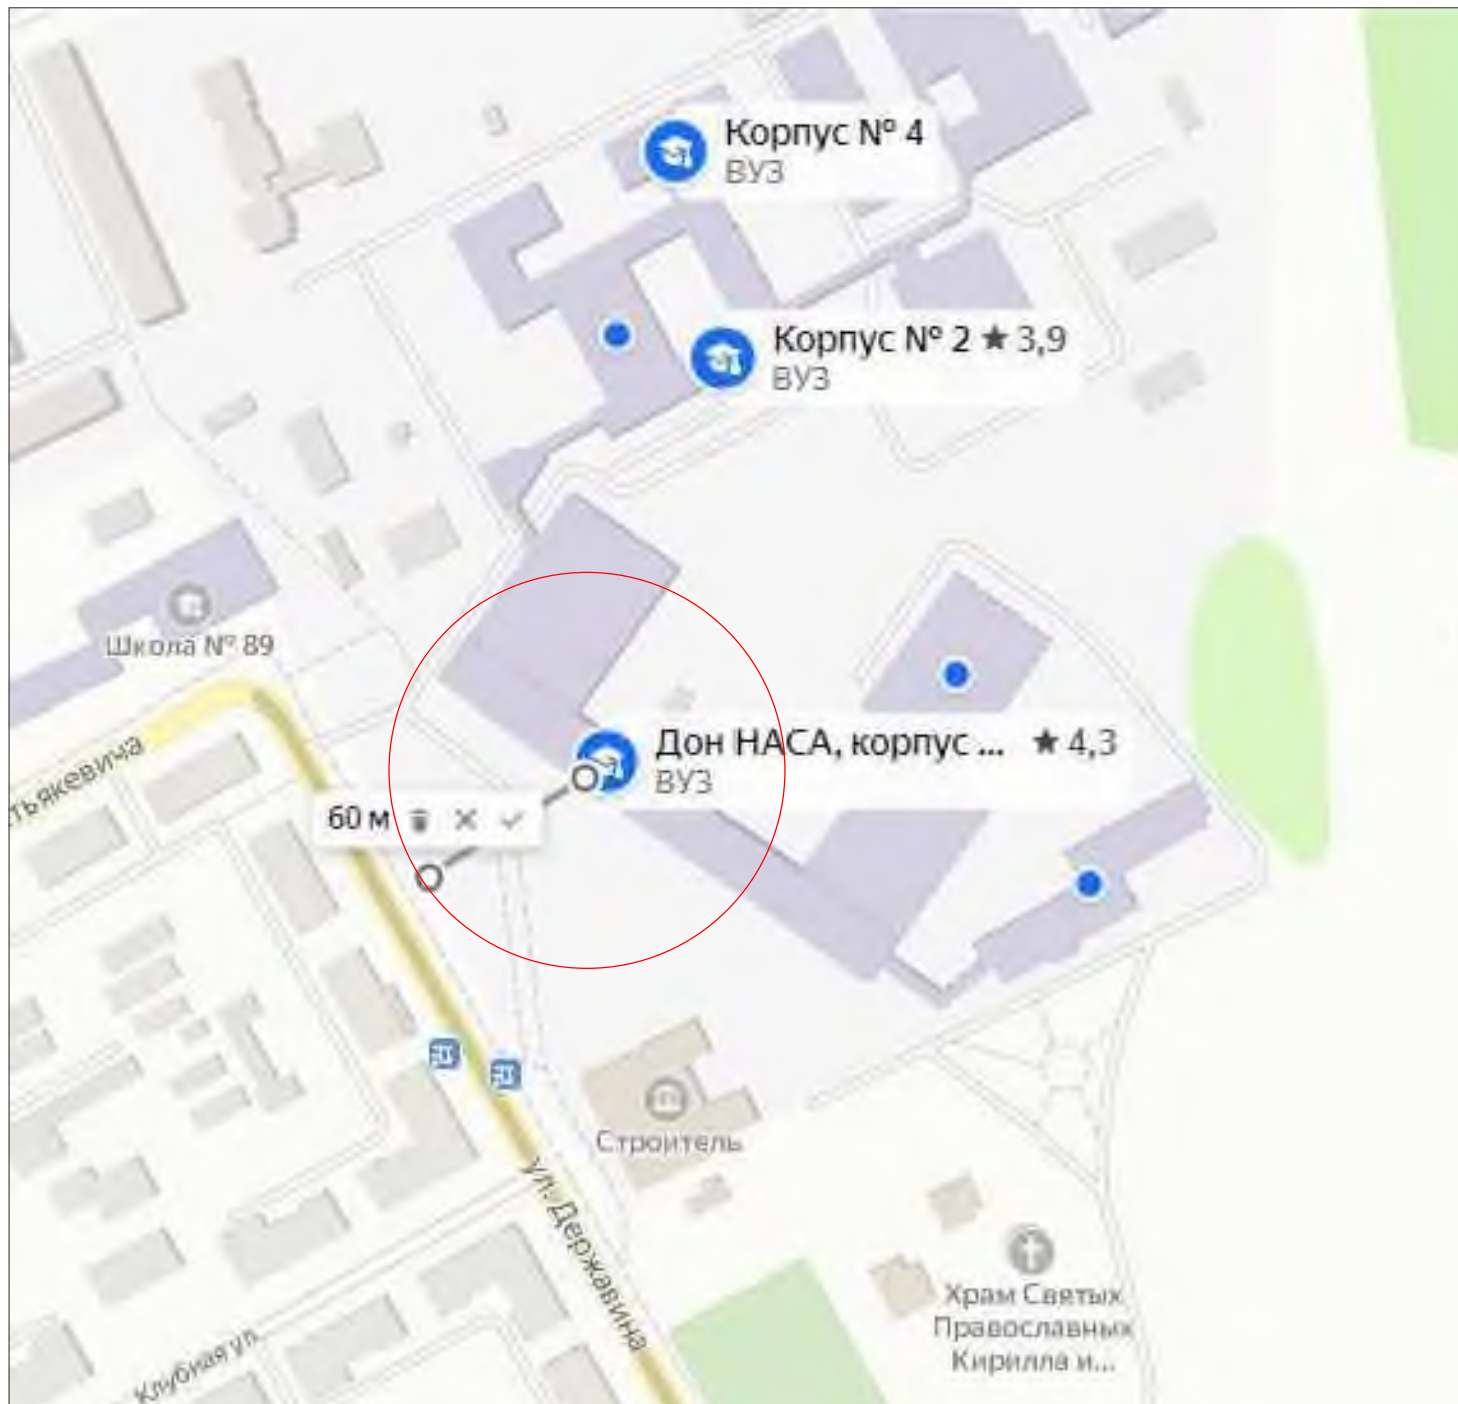 Корпус № 4
ВУЗ
Корпус № 2 ★ 3,9
ВУЗ
Школа № 89
Дон НАСА, корпус ... ★ 4,3
ВУЗ
60 м
Строитель
ул. Державина
Клубная ул
Храм Святых
Православных
Кирилла и...